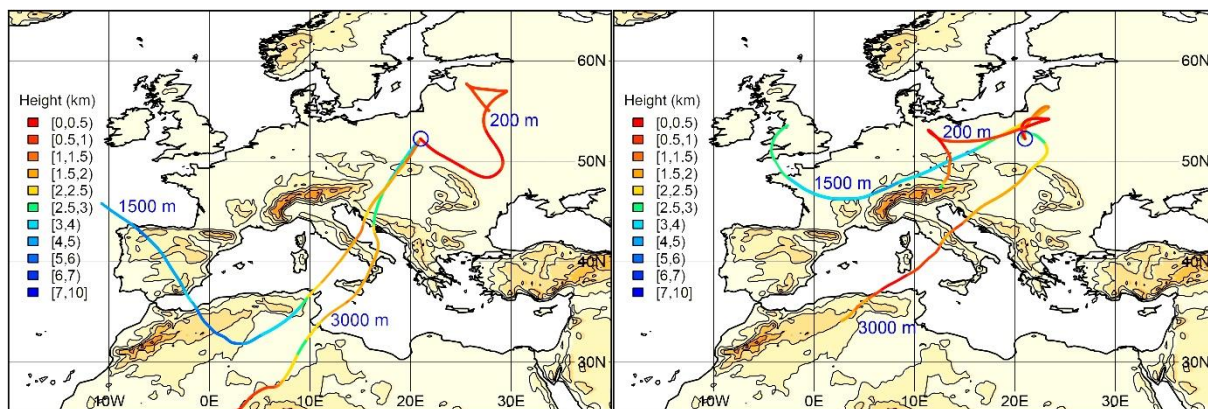 Height (km)
[0,0.5)
[0.5,1)
[1,1.5)
[1.5,2)
[2,2.5)
[2.5,3)
[3,4)
[4,5)
[5,6)
[6,7)
[7,10]
200 m
1500 m
3000 m
60N
50N
40N
30N
10W
0E
10E
20E
30E
Height (km)
[0,0.5)
[0.5,1)
[1,1.5)
[1.5,2)
[2,2.5)
[2.5,3)
[3,4)
[4,5)
[5,6)
[6,7)
[7,10]
200 m
1500 m
3000 m
60N
50N
40N
30N
10W
0E
10E
20E
30E